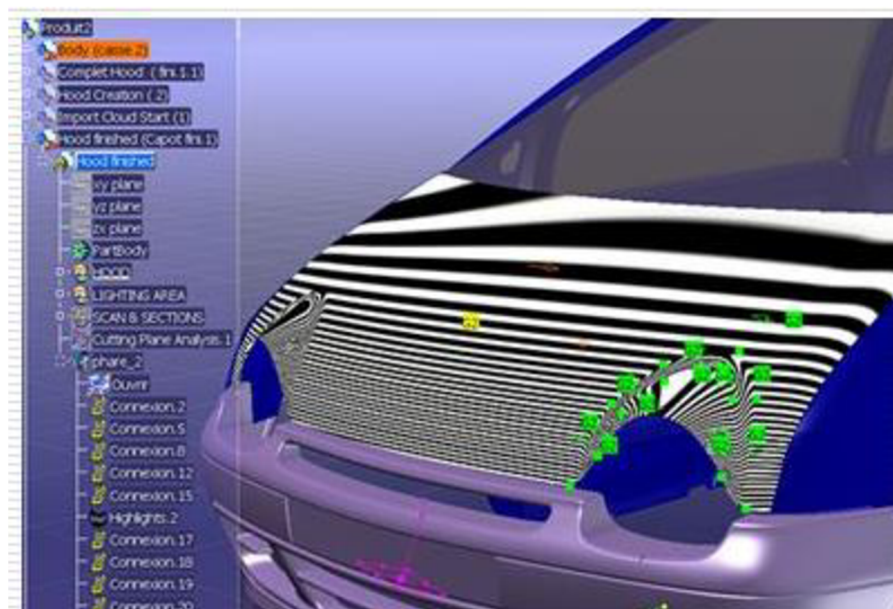 Produit2
Body (casse 2)
Complet Hood ( fini.1.1)
Hood Creation ( 2)
Import Cloud Start (1)
Hood finished (Capot fini.1)
Hood finished
xy plane
yz plane
zx plane
PartBody
HOOD
LIGHTING AREA
SCAN & SECTIONS
Cutting Plane Analysis.1
phare_2
Ouvrir
Connexion.2
Connexion.5
Connexion.8
Connexion.12
Connexion.15
Highlights.2
Connexion.17
Connexion.18
Connexion.19
Connexion.20